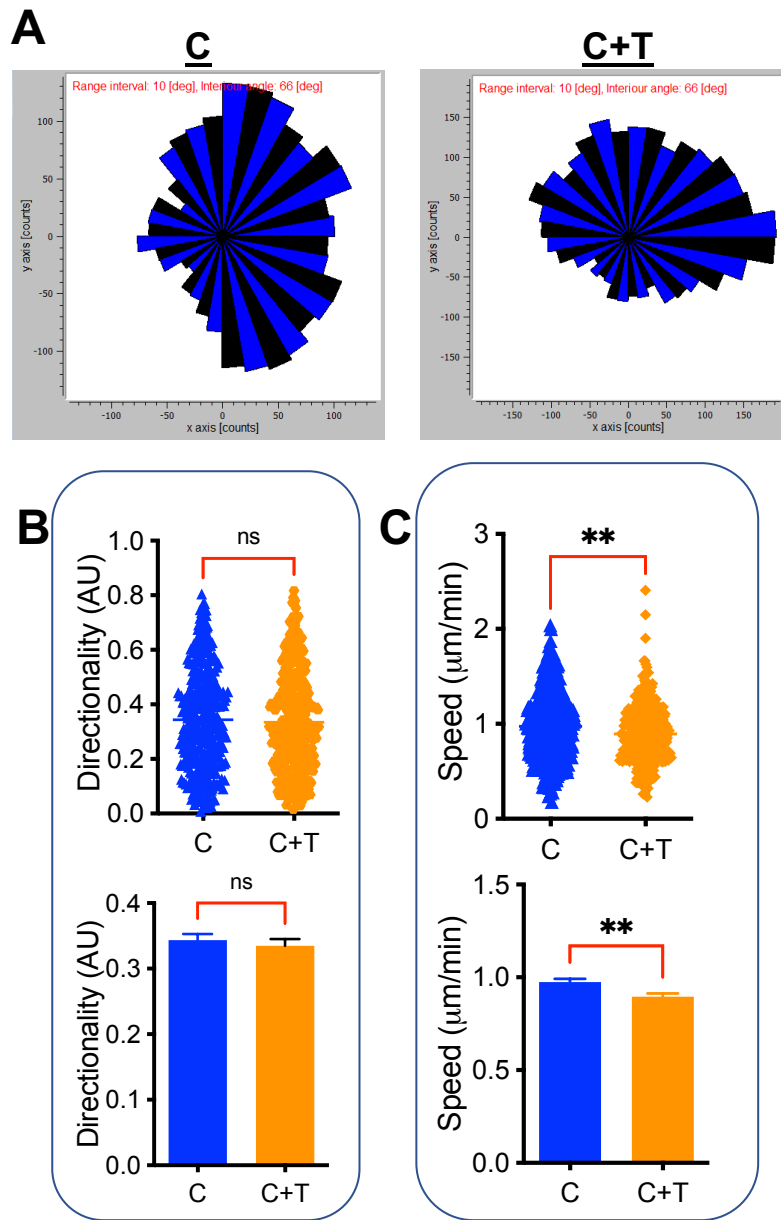 A
C
C+T
Range interval: 10 [deg], Interiour angle: 66 [deg]
y axis [counts]
100
50
0
-50
-100
-100
-50
0
50
100
x axis [counts]
Range interval: 10 [deg], Interiour angle: 66 [deg]
y axis [counts]
150
100
50
0
-50
-100
-150
-150
-100
-50
0
50
100
150
x axis [counts]
B
ns
Directionality (AU)
1.0
0.8
0.6
0.4
0.2
0.0
C
C+T
ns
Directionality (AU)
0.4
0.3
0.2
0.1
0.0
C
C+T
C
**
Speed (μm/min)
3
2
1
0
C
C+T
**
Speed (μm/min)
1.5
1.0
0.5
0.0
C
C+T